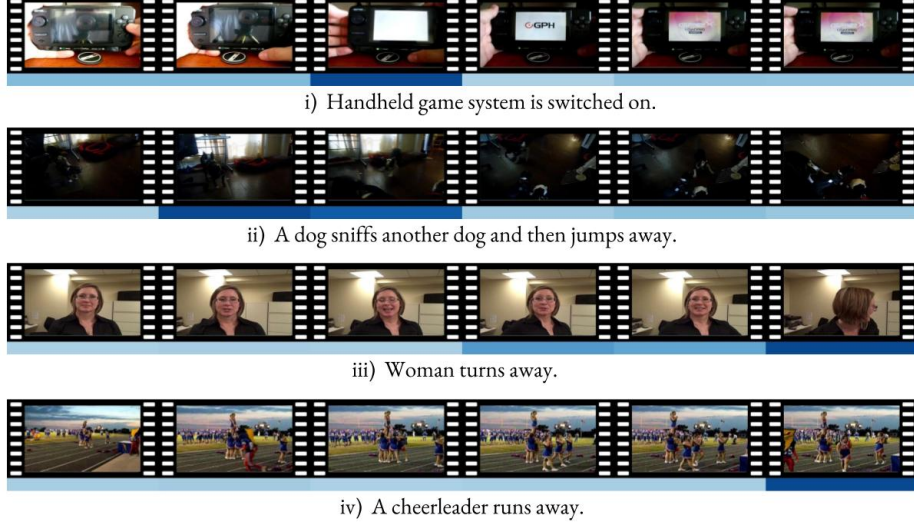 GPH
i) Handheld game system is switched on.
ii) A dog sniffs another dog and then jumps away.
iii) Woman turns away.
iv) A cheerleader runs away.